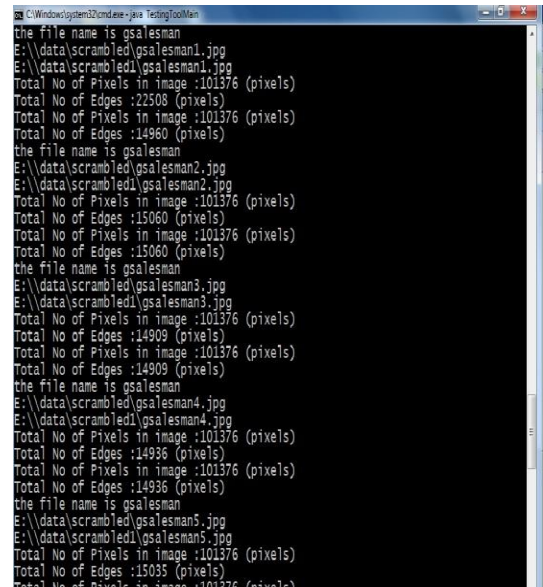 C:\Windows\system32\cmd.exe - java TestingToolMain
the file name is gsalesman
E:\\data\scrambled\gsalesman1.jpg
E:\\data\scrambled1\gsalesman1.jpg
Total No of Pixels in image :101376 (pixels)
Total No of Edges :22508 (pixels)
Total No of Pixels in image :101376 (pixels)
Total No of Edges :14960 (pixels)
the file name is gsalesman
E:\\data\scrambled\gsalesman2.jpg
E:\\data\scrambled1\gsalesman2.jpg
Total No of Pixels in image :101376 (pixels)
Total No of Edges :15060 (pixels)
Total No of Pixels in image :101376 (pixels)
Total No of Edges :15060 (pixels)
the file name is gsalesman
E:\\data\scrambled\gsalesman3.jpg
E:\\data\scrambled1\gsalesman3.jpg
Total No of Pixels in image :101376 (pixels)
Total No of Edges :14909 (pixels)
Total No of Pixels in image :101376 (pixels)
Total No of Edges :14909 (pixels)
the file name is gsalesman
E:\\data\scrambled\gsalesman4.jpg
E:\\data\scrambled1\gsalesman4.jpg
Total No of Pixels in image :101376 (pixels)
Total No of Edges :14936 (pixels)
Total No of Pixels in image :101376 (pixels)
Total No of Edges :14936 (pixels)
the file name is gsalesman
E:\\data\scrambled\gsalesman5.jpg
E:\\data\scrambled1\gsalesman5.jpg
Total No of Pixels in image :101376 (pixels)
Total No of Edges :15035 (pixels)
Total No of Pixels in image :101376 (pixels)